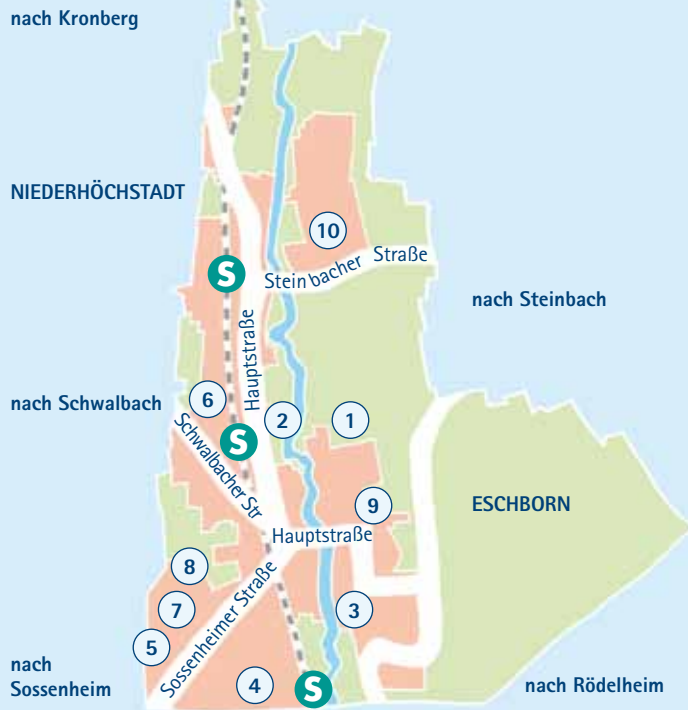 nach Kronberg
NIEDERHÖCHSTADT
10
Steinbacher Straße
S
nach Steinbach
Hauptstraße
nach Schwalbach
6
2
1
S
Schwalbacher Str
ESCHBORN
9
Hauptstraße
8
7
3
5
Sossenheimer Straße
nach
Sossenheim
4
S
nach Rödelheim